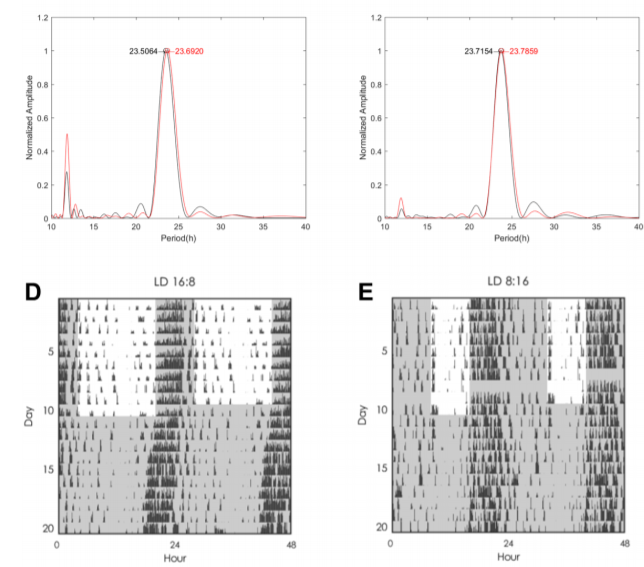 1.2
1
0.8
0.6
0.4
0.2
0
Normalized Amplitude
23.5064
23.6920
10 15 20 25 30 35 40
Period(h)
1.2
1
0.8
0.6
0.4
0.2
0
Normalized Amplitude
23.7154
23.7859
10 15 20 25 30 35 40
Period(h)
D
LD 16:8
5
10
15
20
Day
0 24 48
Hour
E
LD 8:16
5
10
15
20
Day
0 24 48
Hour